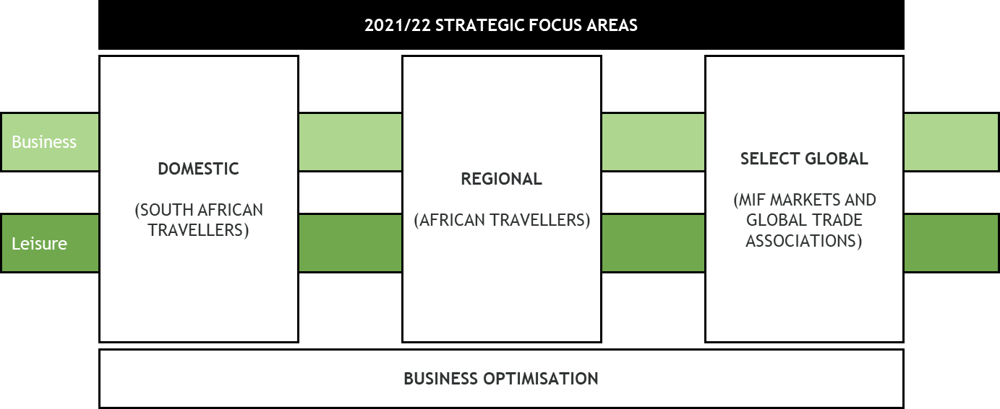 2021/22 STRATEGIC FOCUS AREAS
Business
Leisure
DOMESTIC
(SOUTH AFRICAN
TRAVELLERS)
REGIONAL
(AFRICAN TRAVELLERS)
SELECT GLOBAL
(MIF MARKETS AND
GLOBAL TRADE
ASSOCIATIONS)
BUSINESS OPTIMISATION